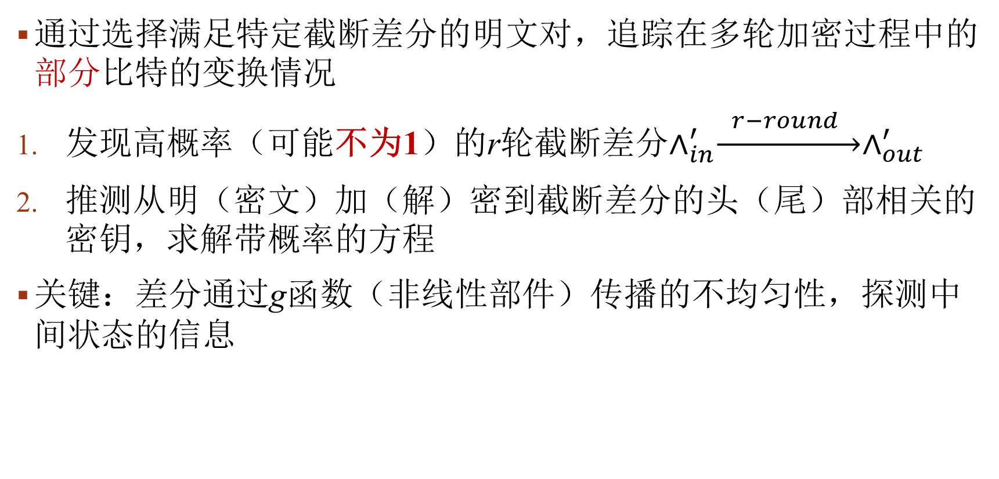 ▪通过选择满足特定截断差分的明文对，追踪在多轮加密过程中的
部分比特的变换情况
1. 发现高概率（可能不为1）的r轮截断差分∧′in —r−round→ ∧′out
2. 推测从明（密文）加（解）密到截断差分的头（尾）部相关的
密钥，求解带概率的方程
▪关键：差分通过g函数（非线性部件）传播的不均匀性，探测中
间状态的信息